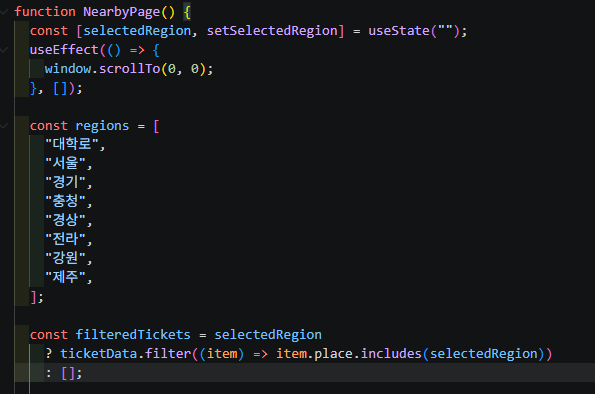 function NearbyPage() {
const [selectedRegion, setSelectedRegion] = useState("");
useEffect(() => {
window.scrollTo(0, 0);
}, []);
const regions = [
"대학로",
"서울",
"경기",
"충청",
"경상",
"전라",
"강원",
"제주",
];
const filteredTickets = selectedRegion
? ticketData.filter((item) => item.place.includes(selectedRegion))
: [];